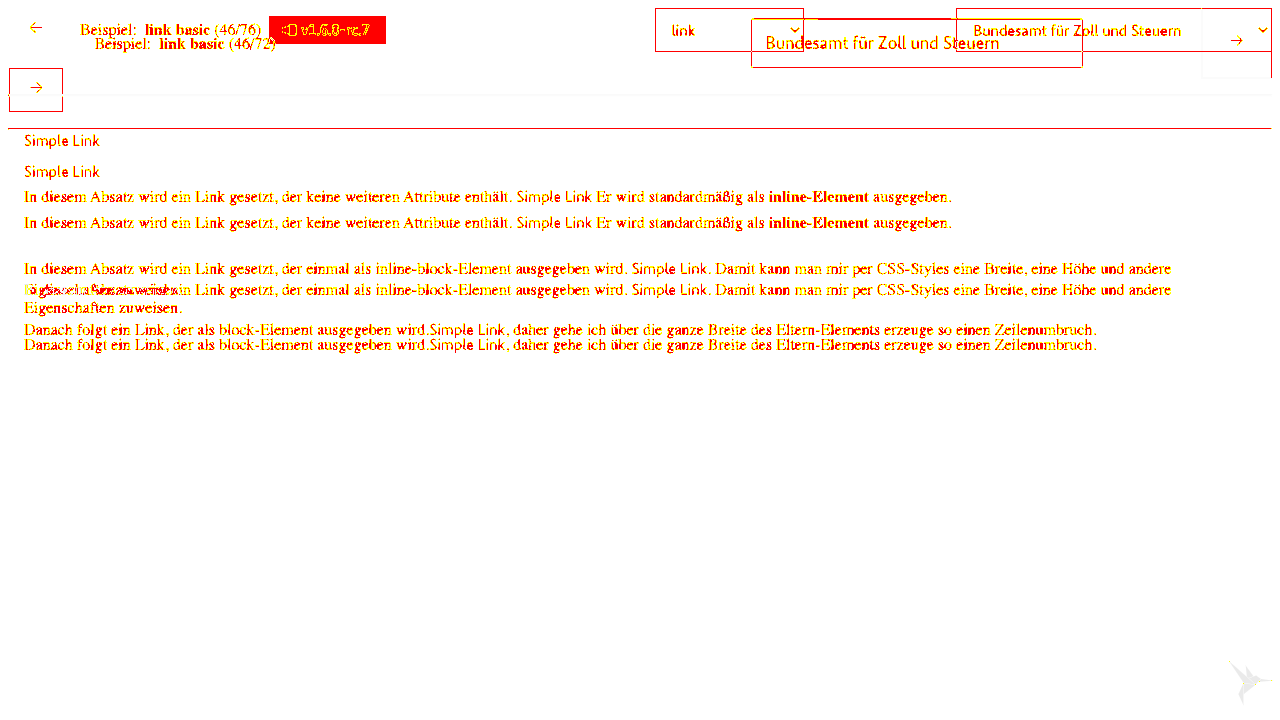 Beispiel: link basic (46/76) v1.6.0-rc.7 link Bundesamt für Zoll und Steuern
Beispiel: link basic (46/72) Bundesamt für Zoll und Steuern
Simple Link
Simple Link
In diesem Absatz wird ein Link gesetzt, der keine weiteren Attribute enthält. Simple Link Er wird standardmäßig als inline-Element ausgegeben.
In diesem Absatz wird ein Link gesetzt, der keine weiteren Attribute enthält. Simple Link Er wird standardmäßig als inline-Element ausgegeben.
In diesem Absatz wird ein Link gesetzt, der einmal als inline-block-Element ausgegeben wird. Simple Link. Damit kann man mir per CSS-Styles eine Breite, eine Höhe und andere
ein Link gesetzt, der einmal als inline-block-Element ausgegeben wird. Simple Link. Damit kann man mir per CSS-Styles eine Breite, eine Höhe und andere
Eigenschaften zuweisen.
Danach folgt ein Link, der als block-Element ausgegeben wird.Simple Link, daher gehe ich über die ganze Breite des Eltern-Elements erzeuge so einen Zeilenumbruch.
Danach folgt ein Link, der als block-Element ausgegeben wird.Simple Link, daher gehe ich über die ganze Breite des Eltern-Elements erzeuge so einen Zeilenumbruch.